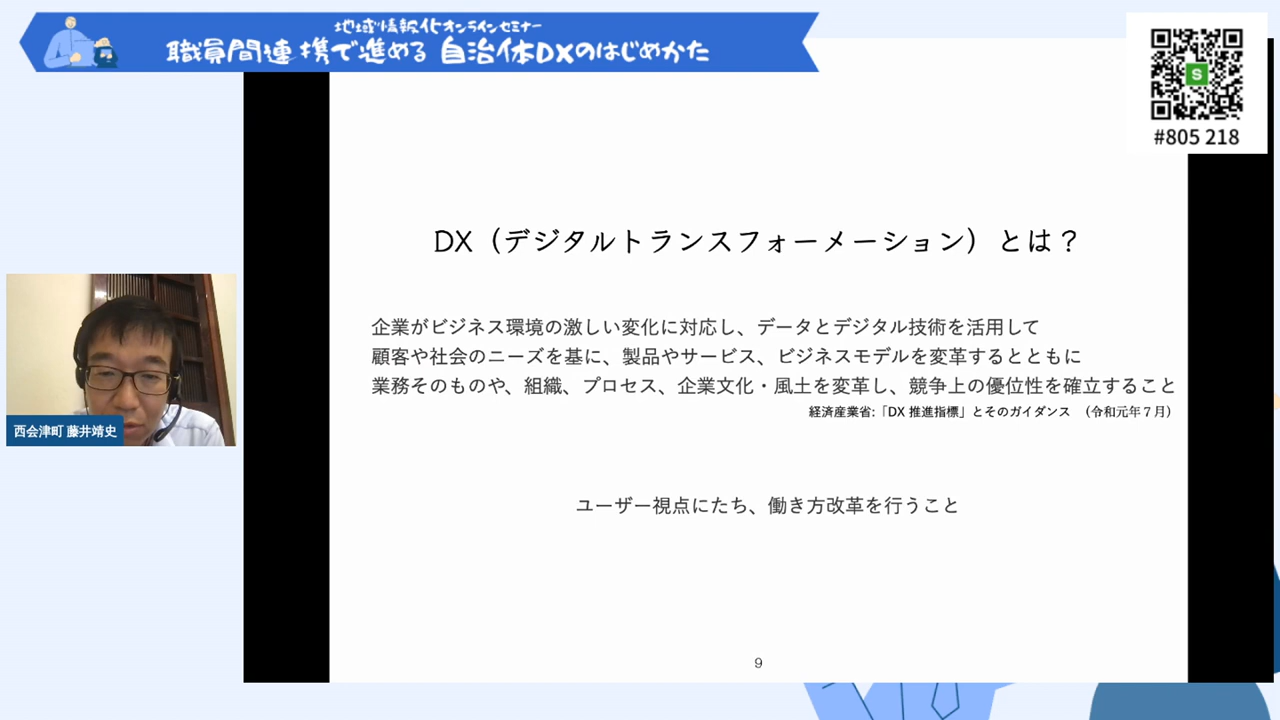 地域情報化オンラインセミナー
職員間連携で進める 自治体DXのはじめかた
S
#805 218
DX（デジタルトランスフォーメーション）とは？
企業がビジネス環境の激しい変化に対応し、データとデジタル技術を活用して
顧客や社会のニーズを基に、製品やサービス、ビジネスモデルを変革するとともに
業務そのものや、組織、プロセス、企業文化・風土を変革し、競争上の優位性を確立すること
経済産業省:「DX 推進指標」とそのガイダンス （令和元年７月）
西会津町 藤井靖史
ユーザー視点にたち、働き方改革を行うこと
9